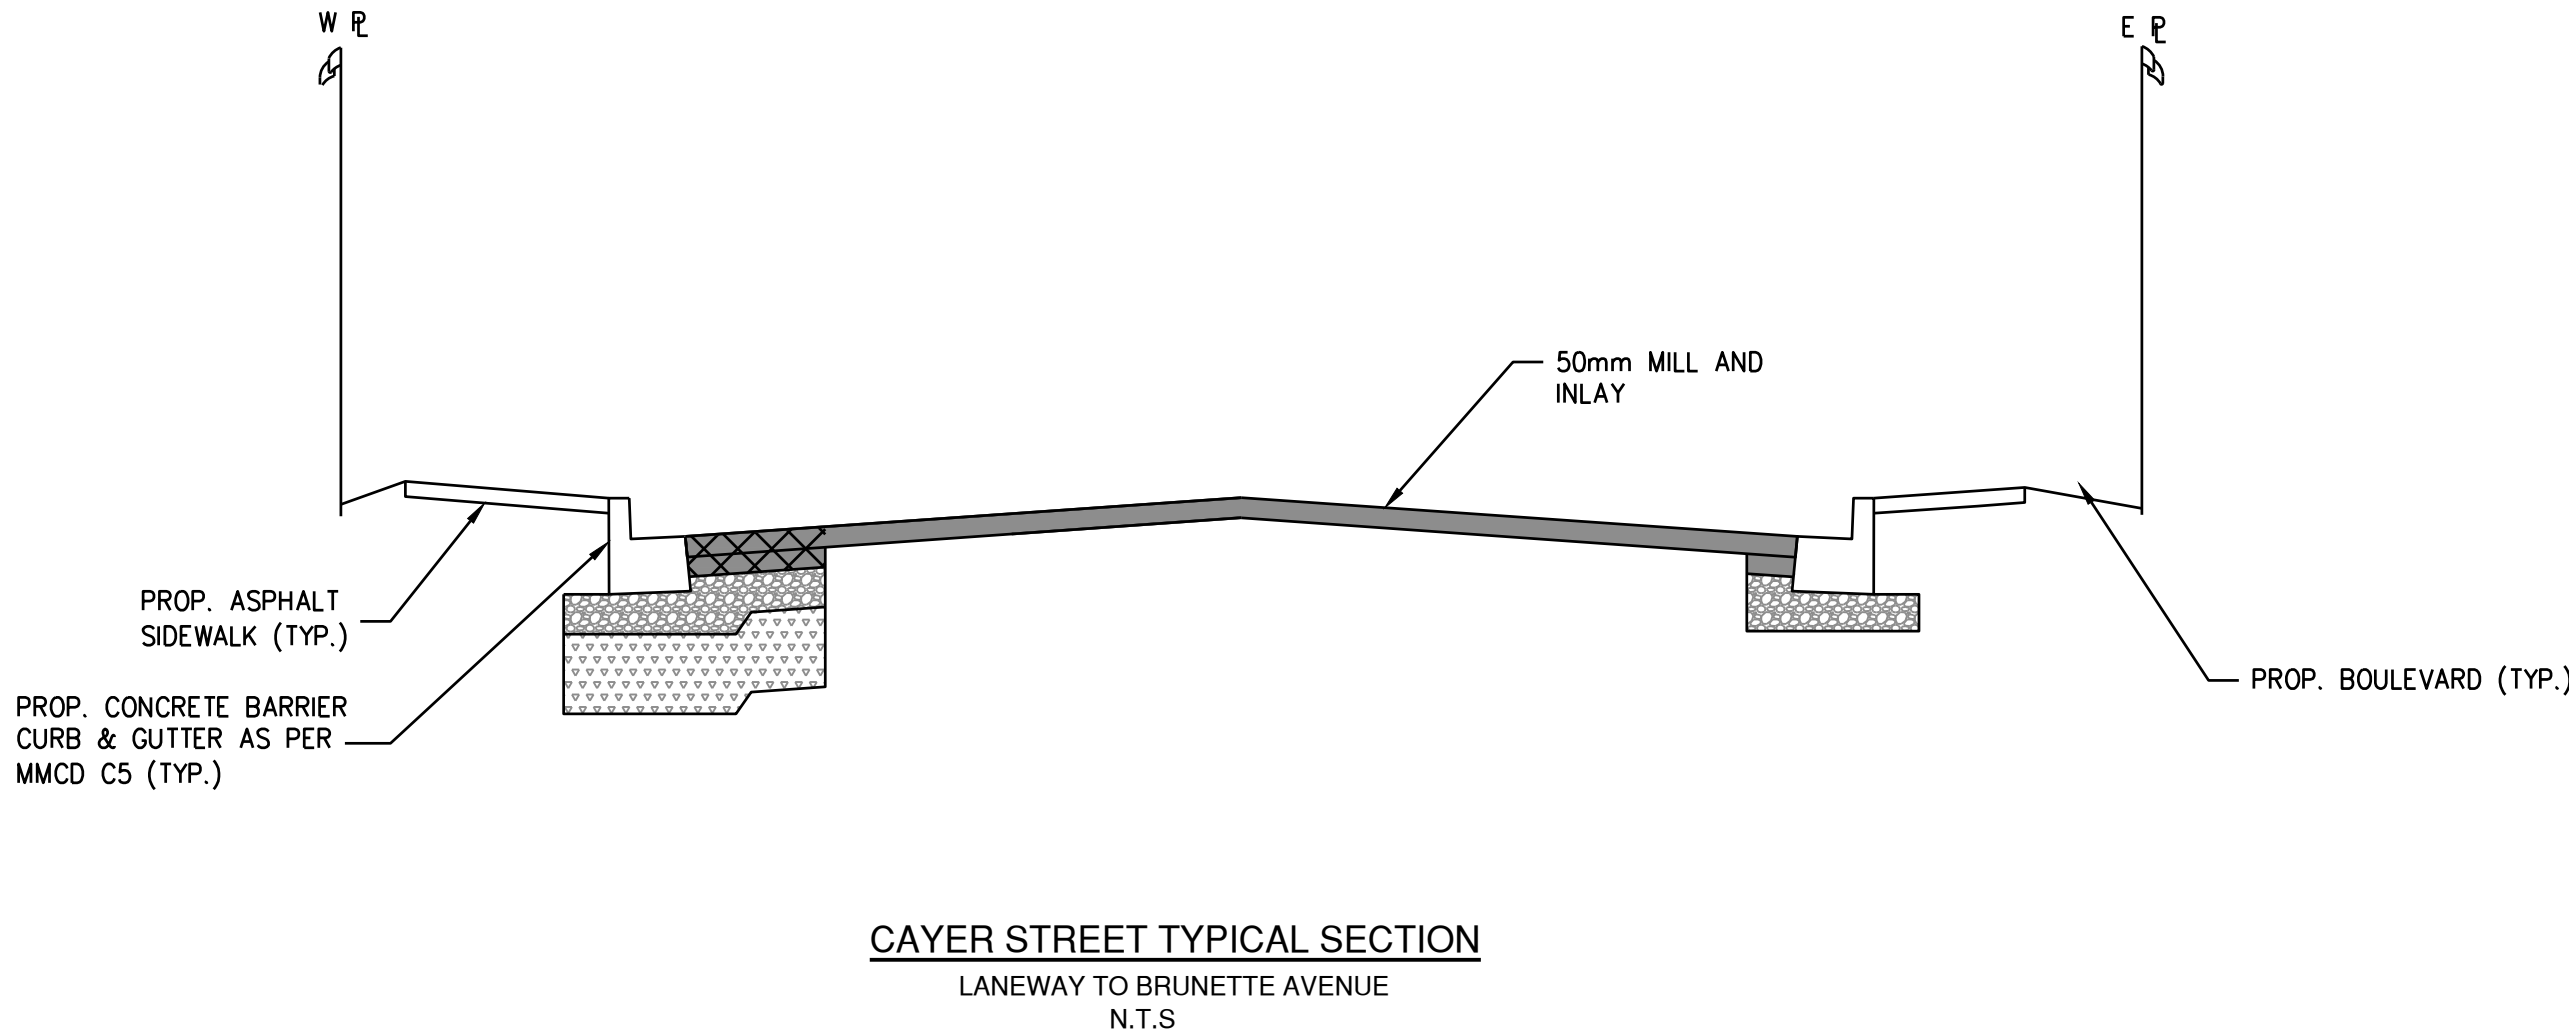 W PL
E PL
50mm MILL AND
INLAY
PROP. ASPHALT
SIDEWALK (TYP.)
PROP. BOULEVARD (TYP.)
PROP. CONCRETE BARRIER
CURB & GUTTER AS PER
MMCD C5 (TYP.)
CAYER STREET TYPICAL SECTION
LANEWAY TO BRUNETTE AVENUE
N.T.S